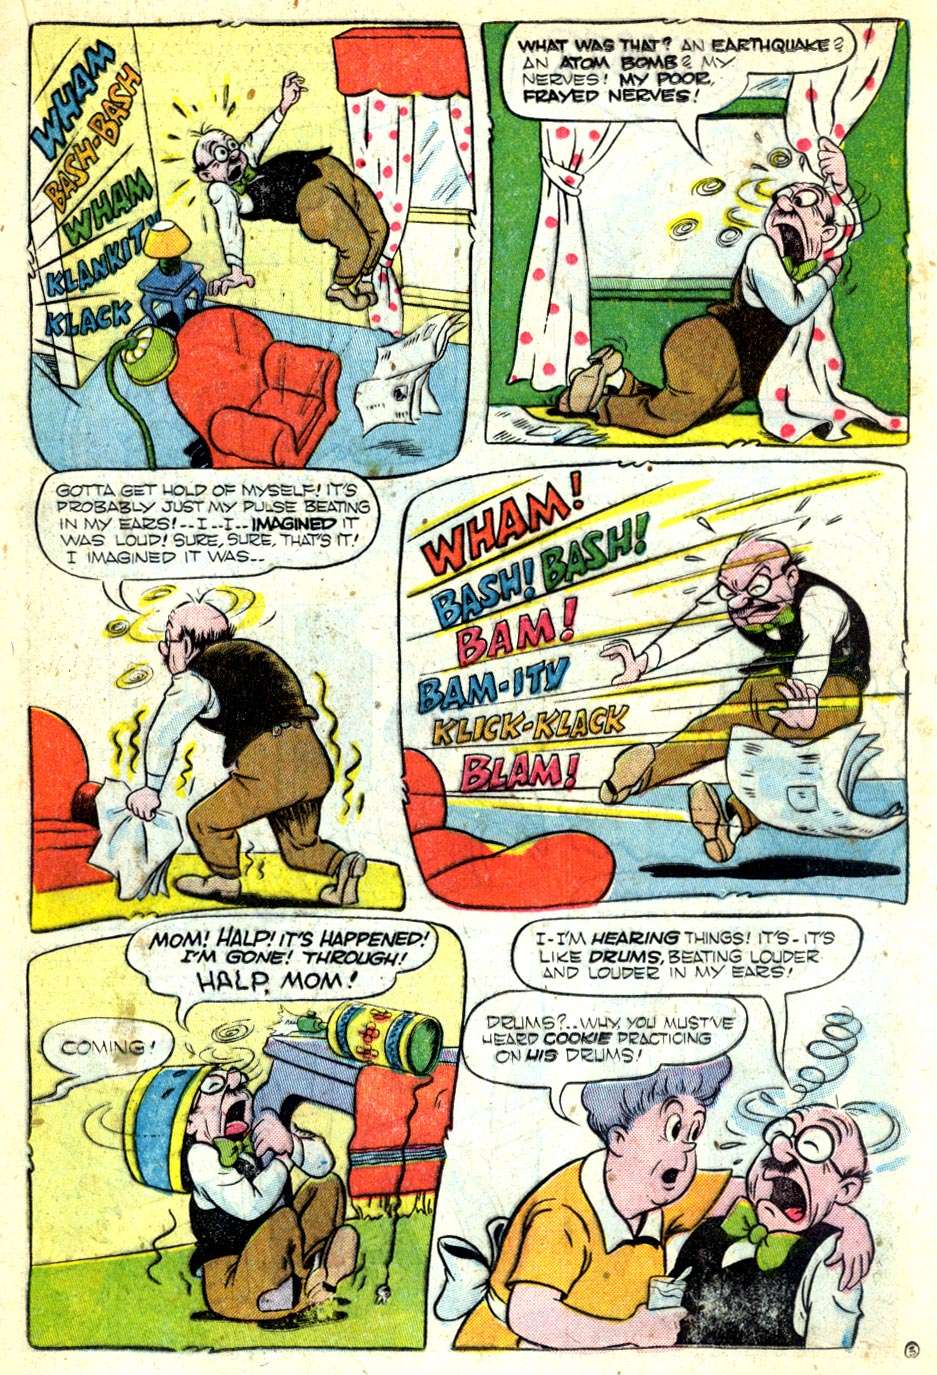 WHAM
BASH-BASH
WHAM
KLANKITY
KLACK
WHAT WAS THAT? AN EARTHQUAKE?
AN ATOM BOMB? MY
NERVES! MY POOR,
FRAYED NERVES!
GOTTA GET HOLD OF MYSELF! IT'S
PROBABLY JUST MY PULSE BEATING
IN MY EARS!--I--I-- IMAGINED IT
WAS LOUD! SURE, SURE, THAT'S IT!
I IMAGINED IT WAS--
WHAM!
BASH! BASH!
BAM!
BAM-ITY
KLICK-KLACK
BLAM!
MOM! HALP! IT'S HAPPENED!
I'M GONE! THROUGH!
HALP, MOM!
COMING!
I-I'M HEARING THINGS! IT'S-IT'S
LIKE DRUMS, BEATING LOUDER
AND LOUDER IN MY EARS!
DRUMS?..WHY, YOU MUST'VE
HEARD COOKIE PRACTICING
ON HIS DRUMS!
3